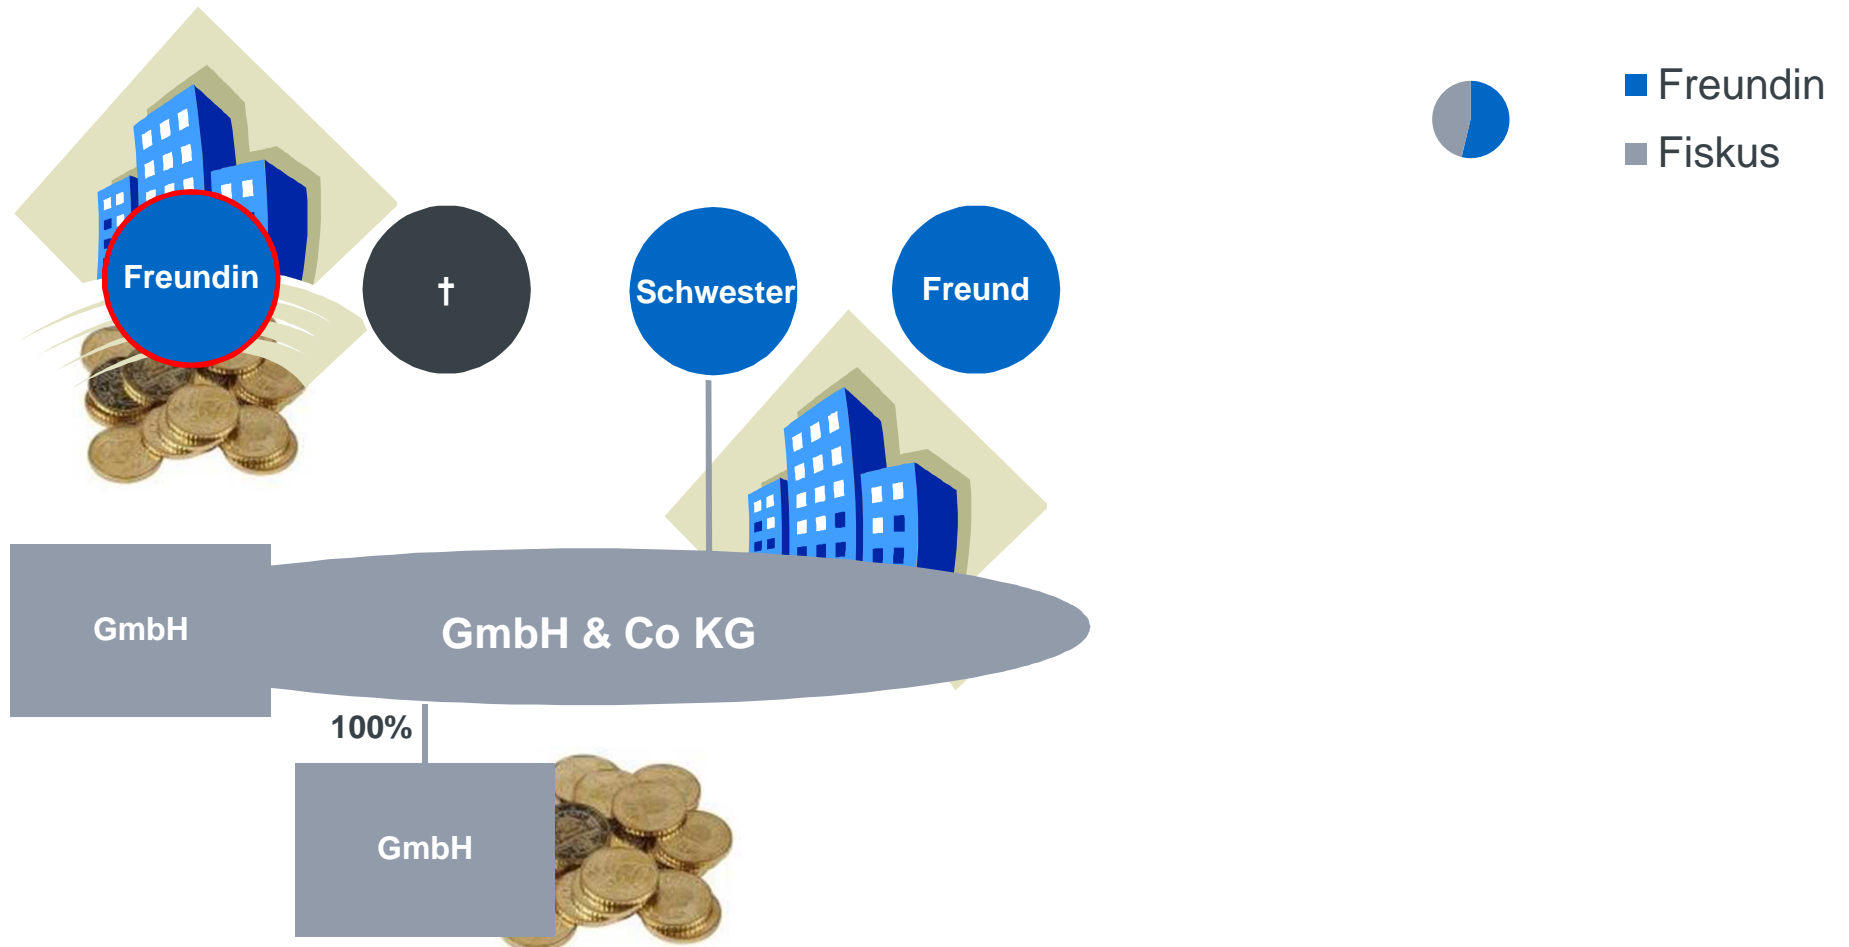 Freundin
Fiskus
Freundin
†
Schwester
Freund
GmbH
GmbH & Co KG
100%
GmbH